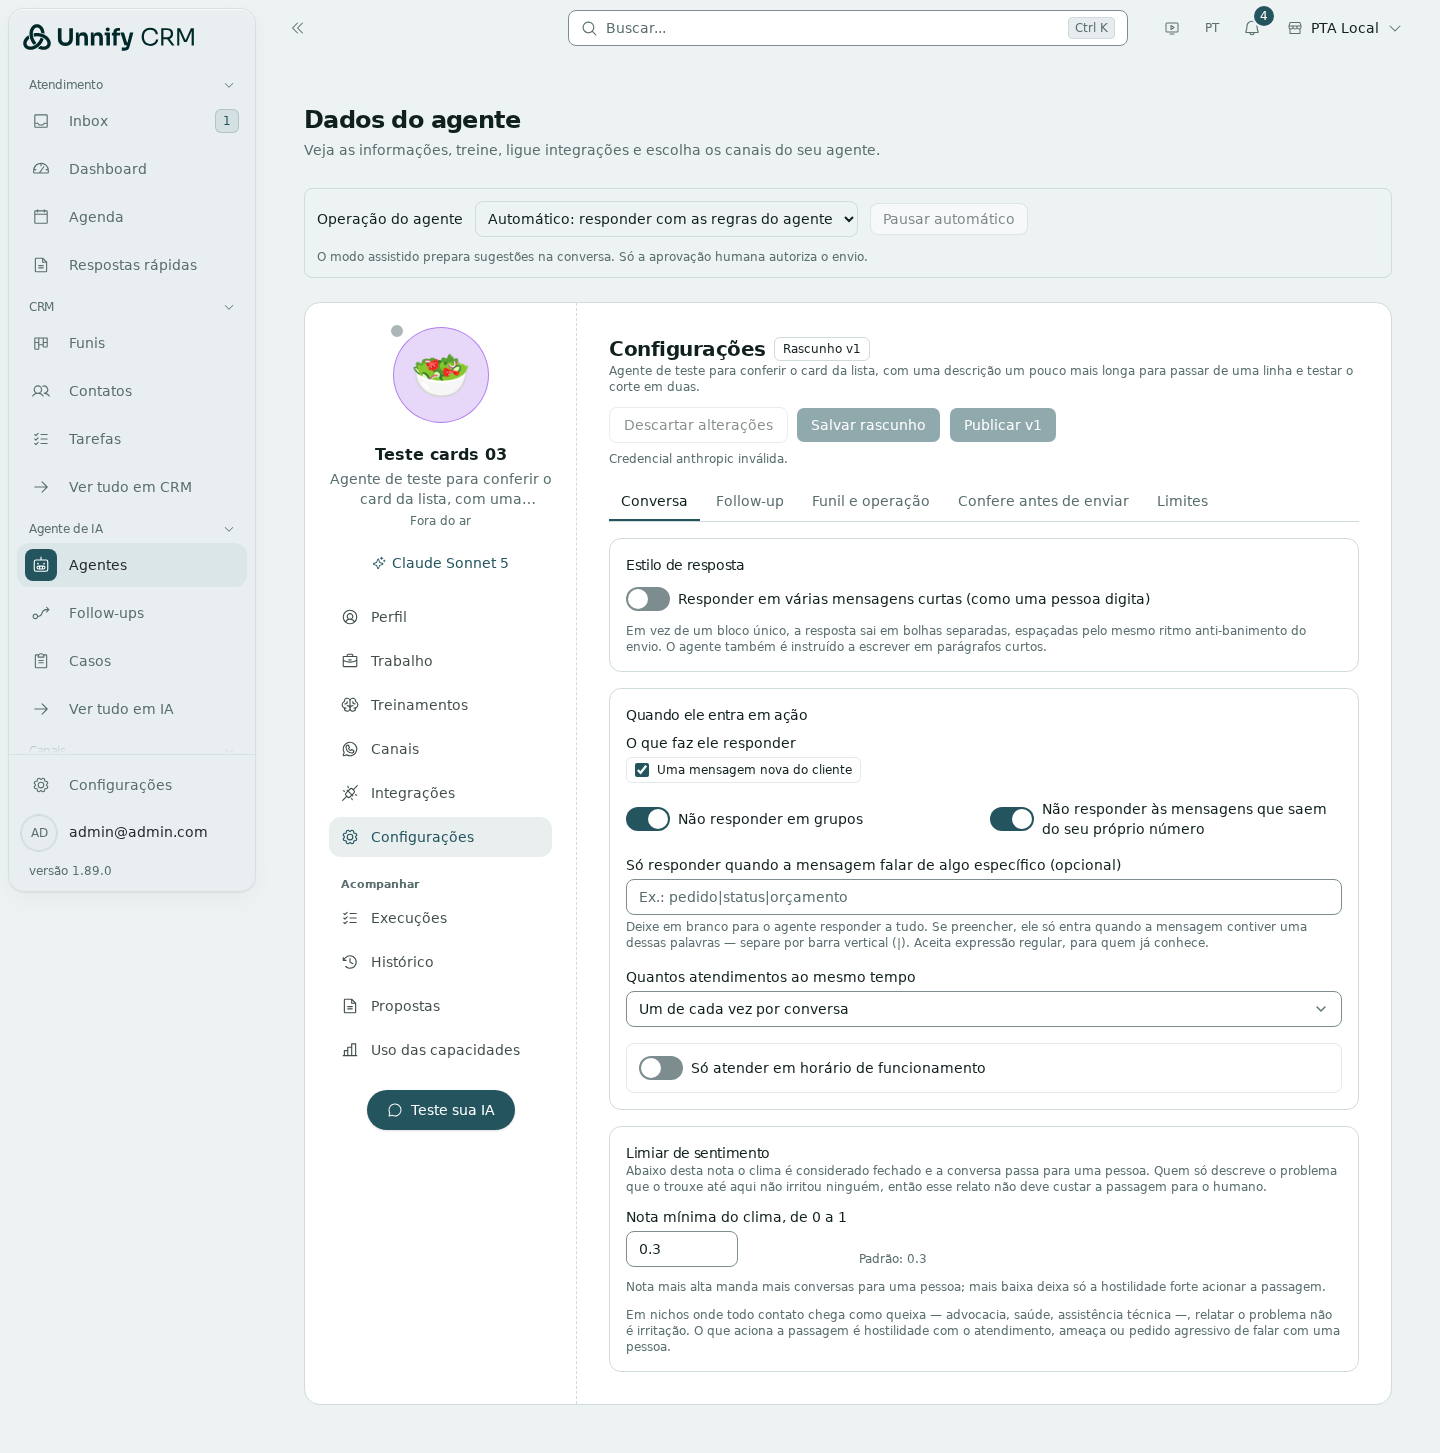 Unnify CRM
Atendimento
Inbox
1
Dashboard
Agenda
Respostas rápidas
CRM
Funis
Contatos
Tarefas
Ver tudo em CRM
Agente de IA
Agentes
Follow-ups
Casos
Ver tudo em IA
Canais
Configurações
AD
admin@admin.com
versão 1.89.0
Buscar...
Ctrl K
PT
4
PTA Local
Dados do agente
Veja as informações, treine, ligue integrações e escolha os canais do seu agente.
Operação do agente
Automático: responder com as regras do agente
Pausar automático
O modo assistido prepara sugestões na conversa. Só a aprovação humana autoriza o envio.
Teste cards 03
Agente de teste para conferir o
card da lista, com uma…
Fora do ar
Claude Sonnet 5
Perfil
Trabalho
Treinamentos
Canais
Integrações
Configurações
Acompanhar
Execuções
Histórico
Propostas
Uso das capacidades
Teste sua IA
Configurações
Rascunho v1
Agente de teste para conferir o card da lista, com uma descrição um pouco mais longa para passar de uma linha e testar o
corte em duas.
Descartar alterações
Salvar rascunho
Publicar v1
Credencial anthropic inválida.
Conversa
Follow-up
Funil e operação
Confere antes de enviar
Limites
Estilo de resposta
Responder em várias mensagens curtas (como uma pessoa digita)
Em vez de um bloco único, a resposta sai em bolhas separadas, espaçadas pelo mesmo ritmo anti-banimento do
envio. O agente também é instruído a escrever em parágrafos curtos.
Quando ele entra em ação
O que faz ele responder
Uma mensagem nova do cliente
Não responder em grupos
Não responder às mensagens que saem
do seu próprio número
Só responder quando a mensagem falar de algo específico (opcional)
Ex.: pedido|status|orçamento
Deixe em branco para o agente responder a tudo. Se preencher, ele só entra quando a mensagem contiver uma
dessas palavras — separe por barra vertical (|). Aceita expressão regular, para quem já conhece.
Quantos atendimentos ao mesmo tempo
Um de cada vez por conversa
Só atender em horário de funcionamento
Limiar de sentimento
Abaixo desta nota o clima é considerado fechado e a conversa passa para uma pessoa. Quem só descreve o problema
que o trouxe até aqui não irritou ninguém, então esse relato não deve custar a passagem para o humano.
Nota mínima do clima, de 0 a 1
0.3
Padrão: 0.3
Nota mais alta manda mais conversas para uma pessoa; mais baixa deixa só a hostilidade forte acionar a passagem.
Em nichos onde todo contato chega como queixa — advocacia, saúde, assistência técnica —, relatar o problema não
é irritação. O que aciona a passagem é hostilidade com o atendimento, ameaça ou pedido agressivo de falar com uma
pessoa.